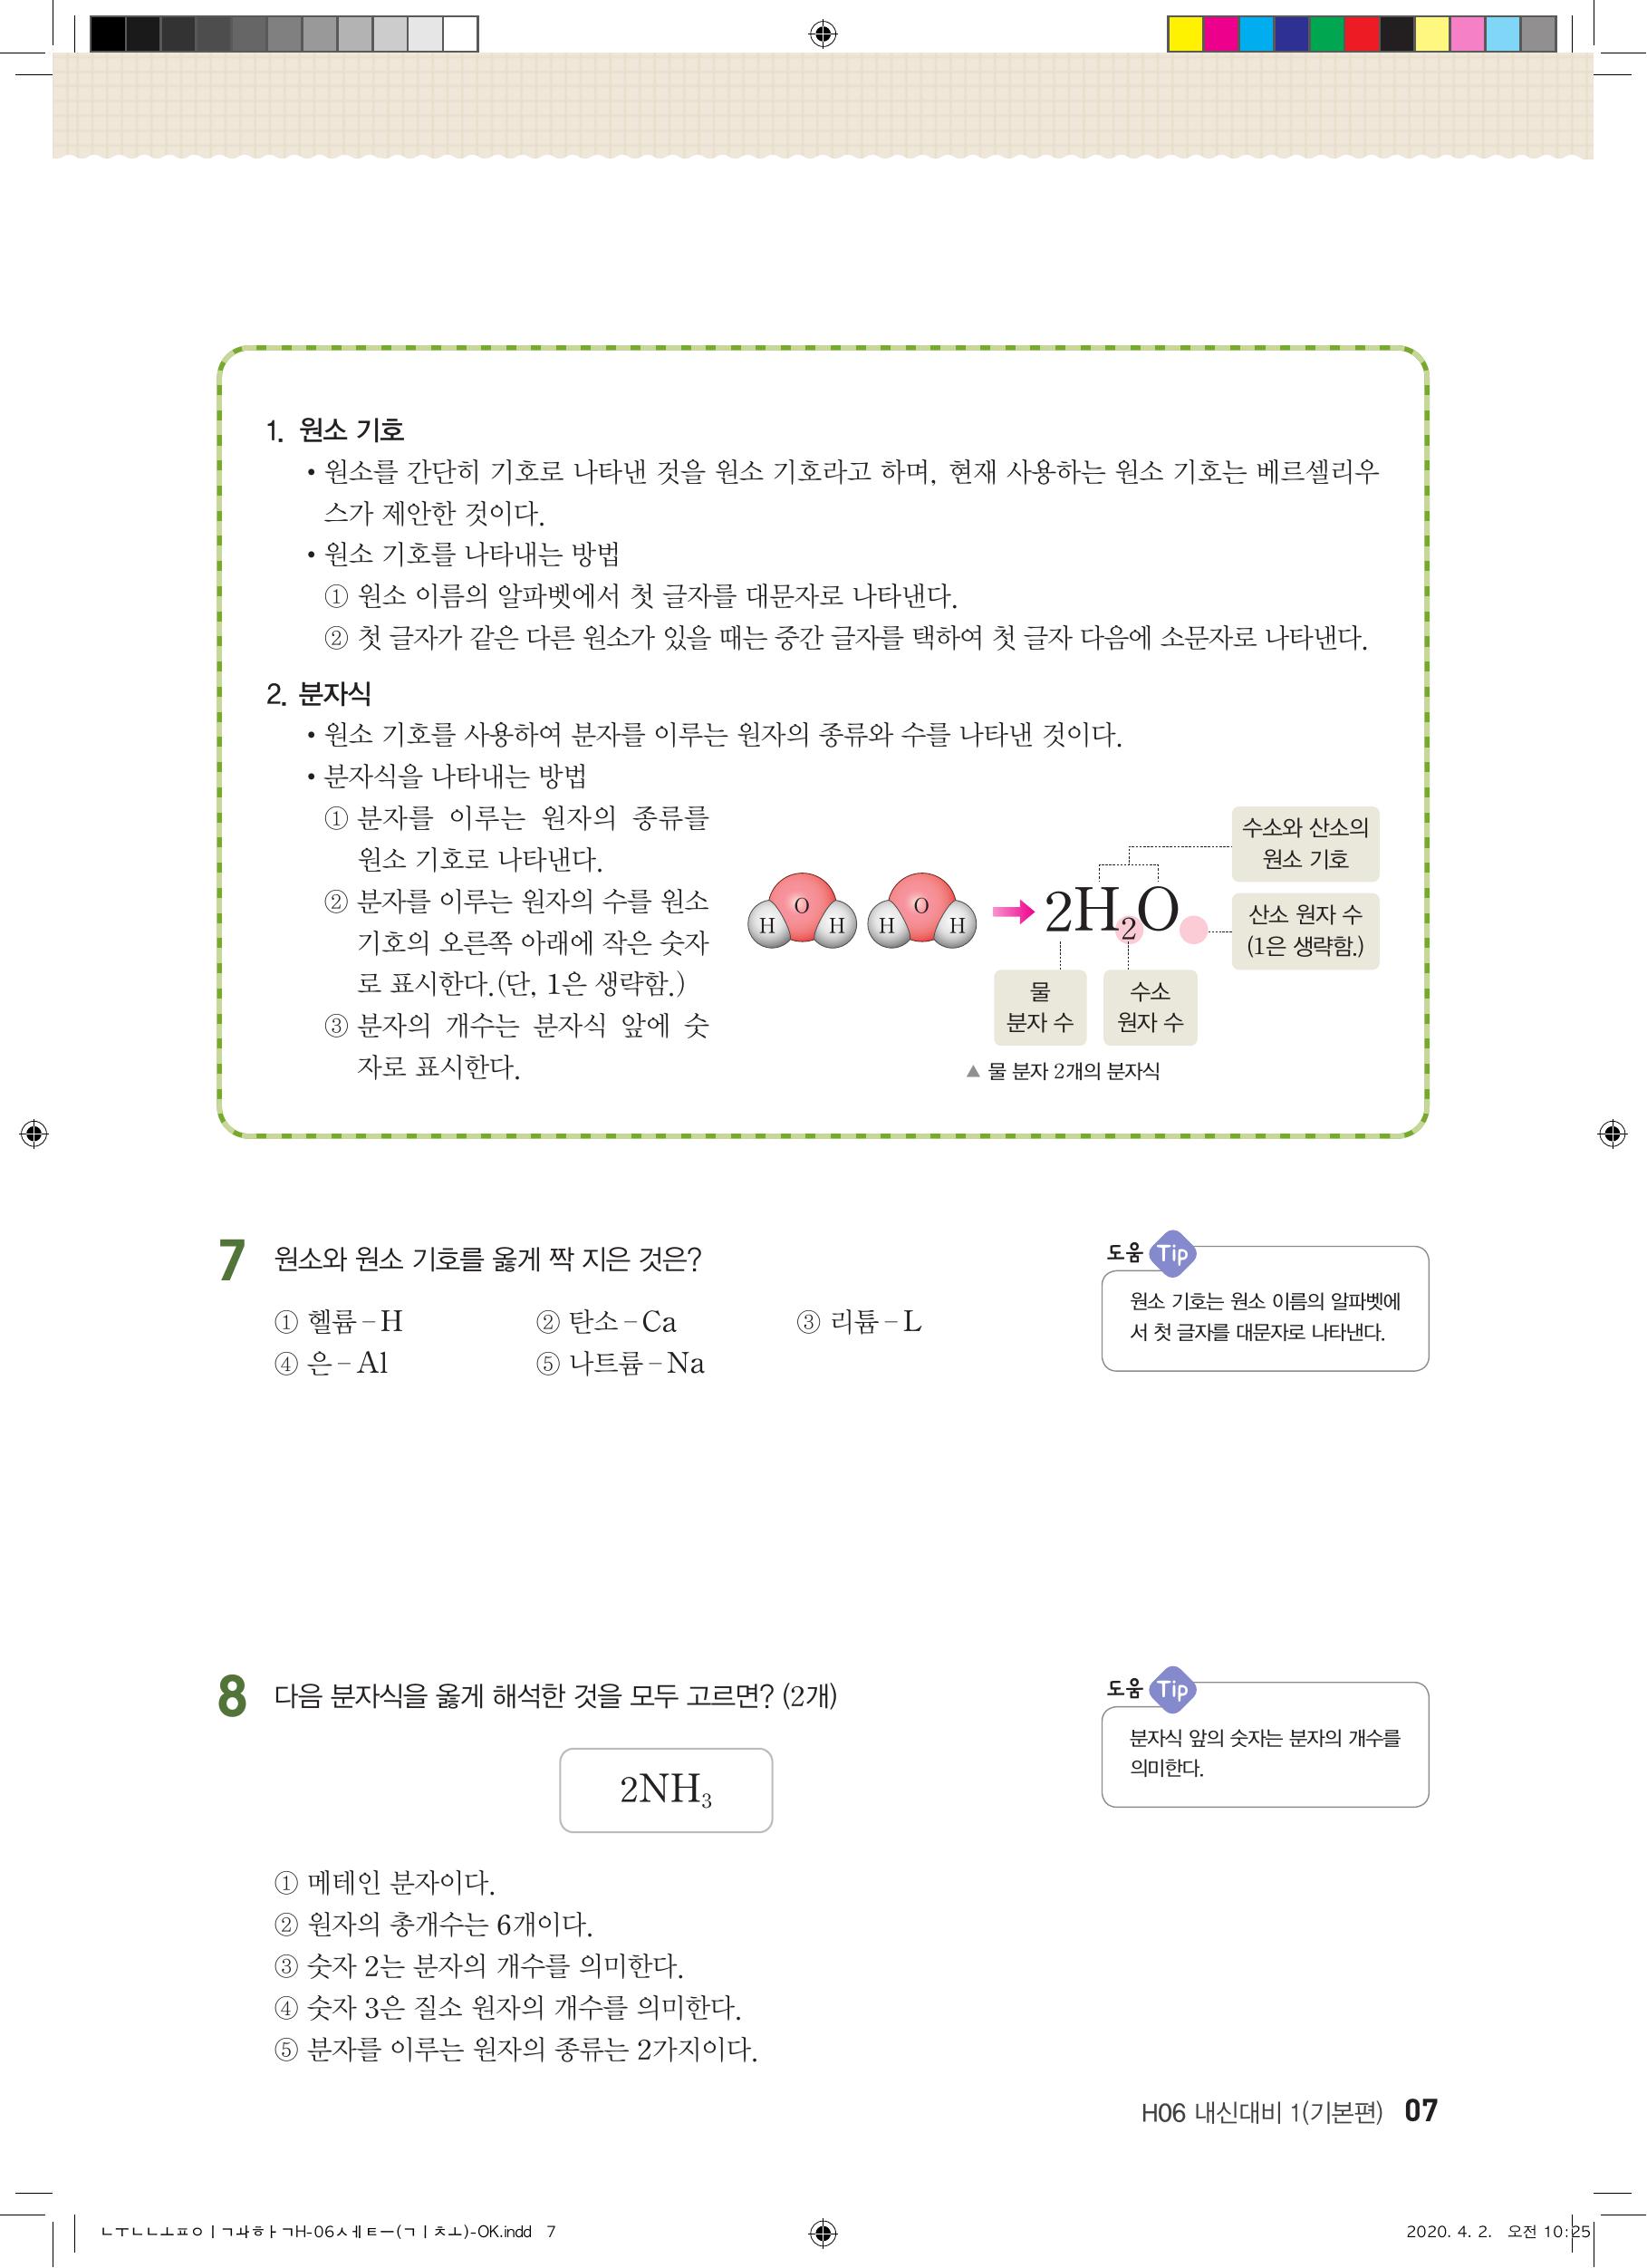 1. 원소 기호
• 원소를 간단히 기호로 나타낸 것을 원소 기호라고 하며, 현재 사용하는 원소 기호는 베르셀리우
스가 제안한 것이다.
• 원소 기호를 나타내는 방법
① 원소 이름의 알파벳에서 첫 글자를 대문자로 나타낸다.
② 첫 글자가 같은 다른 원소가 있을 때는 중간 글자를 택하여 첫 글자 다음에 소문자로 나타낸다.
2. 분자식
• 원소 기호를 사용하여 분자를 이루는 원자의 종류와 수를 나타낸 것이다.
• 분자식을 나타내는 방법
① 분자를 이루는 원자의 종류를
원소 기호로 나타낸다.
② 분자를 이루는 원자의 수를 원소
기호의 오른쪽 아래에 작은 숫자
로 표시한다.(단, 1은 생략함.)
③ 분자의 개수는 분자식 앞에 숫
자로 표시한다.
O H H O H H
2H₂O
수소와 산소의
원소 기호
산소 원자 수
(1은 생략함.)
물
분자 수
수소
원자 수
▲ 물 분자 2개의 분자식
7 원소와 원소 기호를 옳게 짝 지은 것은?
① 헬륨 – H ② 탄소 – Ca ③ 리튬 – L
④ 은 – Al ⑤ 나트륨 – Na
도움 Tip
원소 기호는 원소 이름의 알파벳에
서 첫 글자를 대문자로 나타낸다.
8 다음 분자식을 옳게 해석한 것을 모두 고르면? (2개)
2NH₃
① 메테인 분자이다.
② 원자의 총개수는 6개이다.
③ 숫자 2는 분자의 개수를 의미한다.
④ 숫자 3은 질소 원자의 개수를 의미한다.
⑤ 분자를 이루는 원자의 종류는 2가지이다.
도움 Tip
분자식 앞의 숫자는 분자의 개수를
의미한다.
H06 내신대비 1(기본편) 07
ㄴㅜㄴㄴㅗㅍㅇㅣㄱㅘㅎㅏㄱH-06ㅅㅔㅌㅡ(ㄱㅣㅊㅗ)-OK.indd 7
2020. 4. 2. 오전 10:25